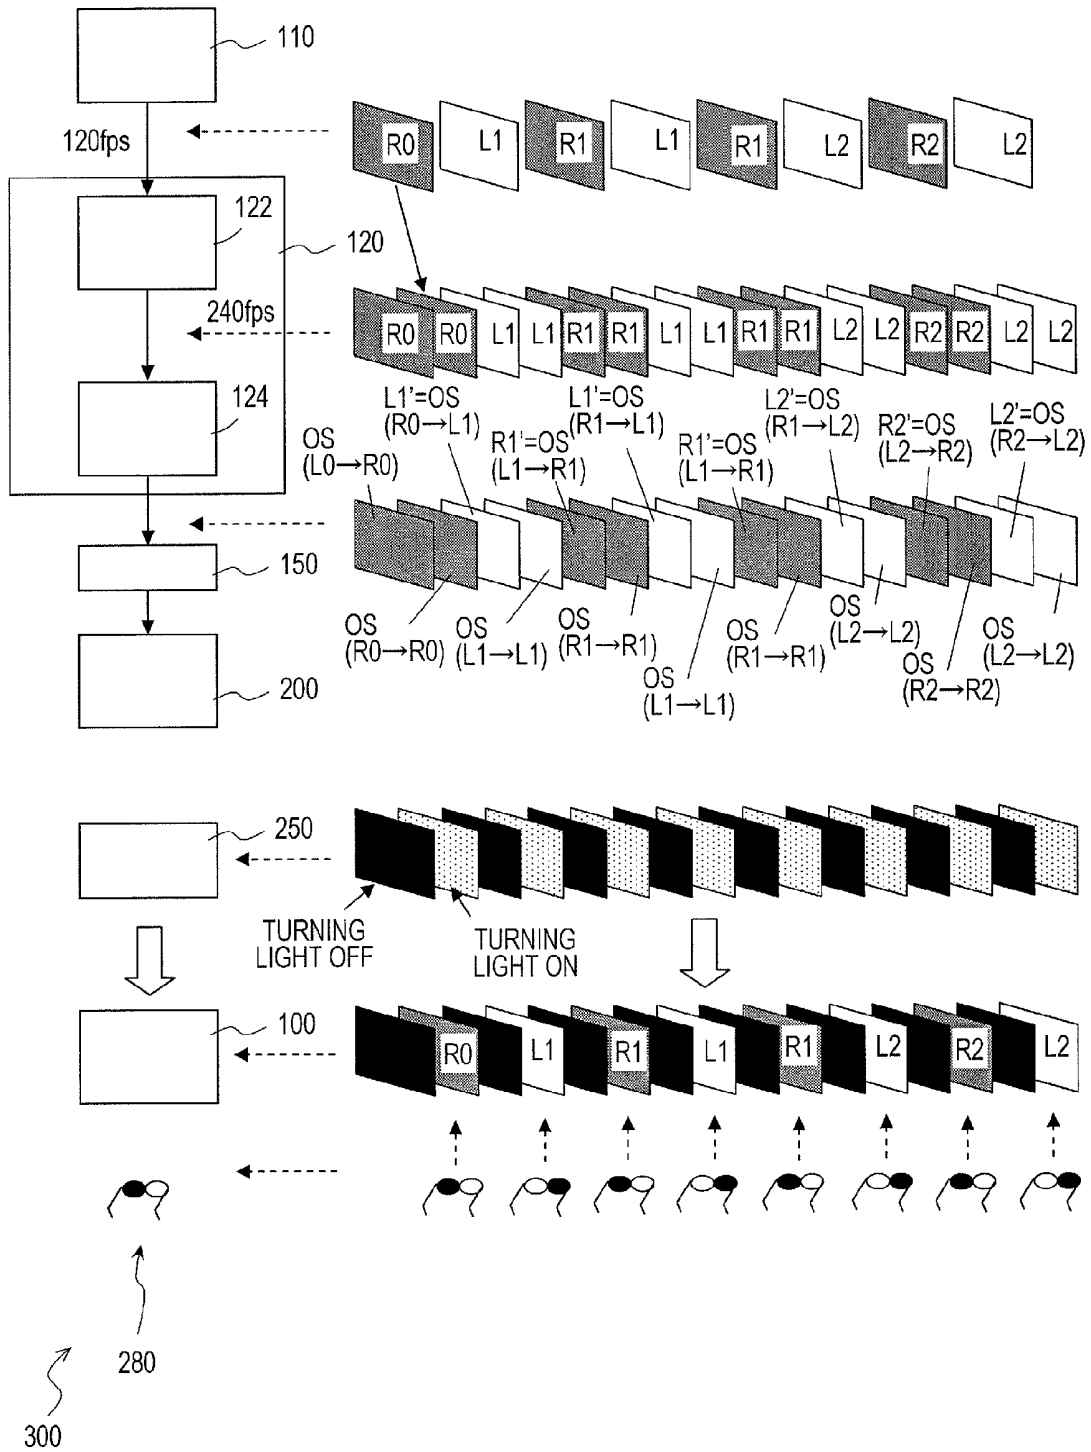 110
120fps
R0 L1 R1 L1 R1 L2 R2 L2
122
120
240fps
R0 R0 L1 L1 R1 R1 L1 L1 R1 R1 L2 L2 R2 R2 L2 L2
124
L1'=OS
(R0→L1)
L1'=OS
(R1→L1)
L2'=OS
(R1→L2)
L2'=OS
(R2→L2)
OS
(L0→R0)
R1'=OS
(L1→R1)
R1'=OS
(L1→R1)
R2'=OS
(L2→R2)
150
OS
(R0→R0)
OS
(L1→L1)
OS
(R1→R1)
OS
(L1→L1)
OS
(R1→R1)
OS
(L2→L2)
OS
(R2→R2)
OS
(L2→L2)
200
250
TURNING
LIGHT OFF
TURNING
LIGHT ON
100
R0 L1 R1 L1 R1 L2 R2 L2
280
300